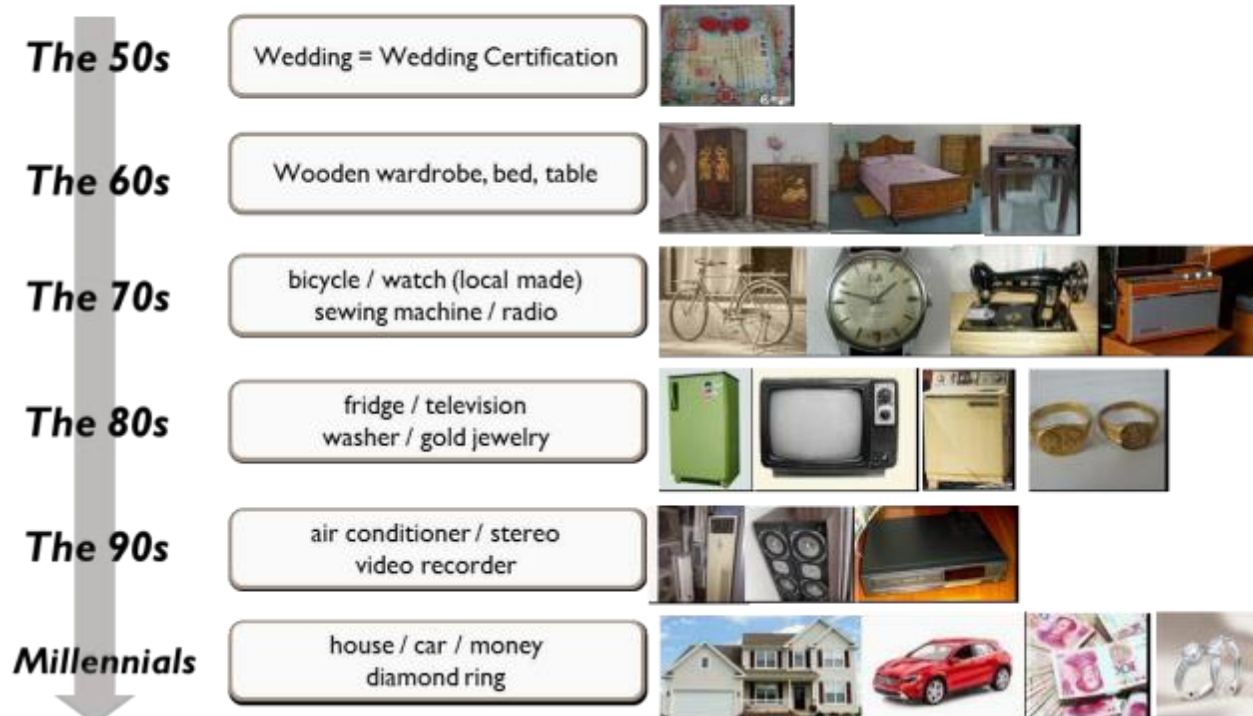 The 50s
Wedding = Wedding Certification
The 60s
Wooden wardrobe, bed, table
The 70s
bicycle / watch (local made)
sewing machine / radio
The 80s
fridge / television
washer / gold jewelry
The 90s
air conditioner / stereo
video recorder
Millennials
house / car / money
diamond ring